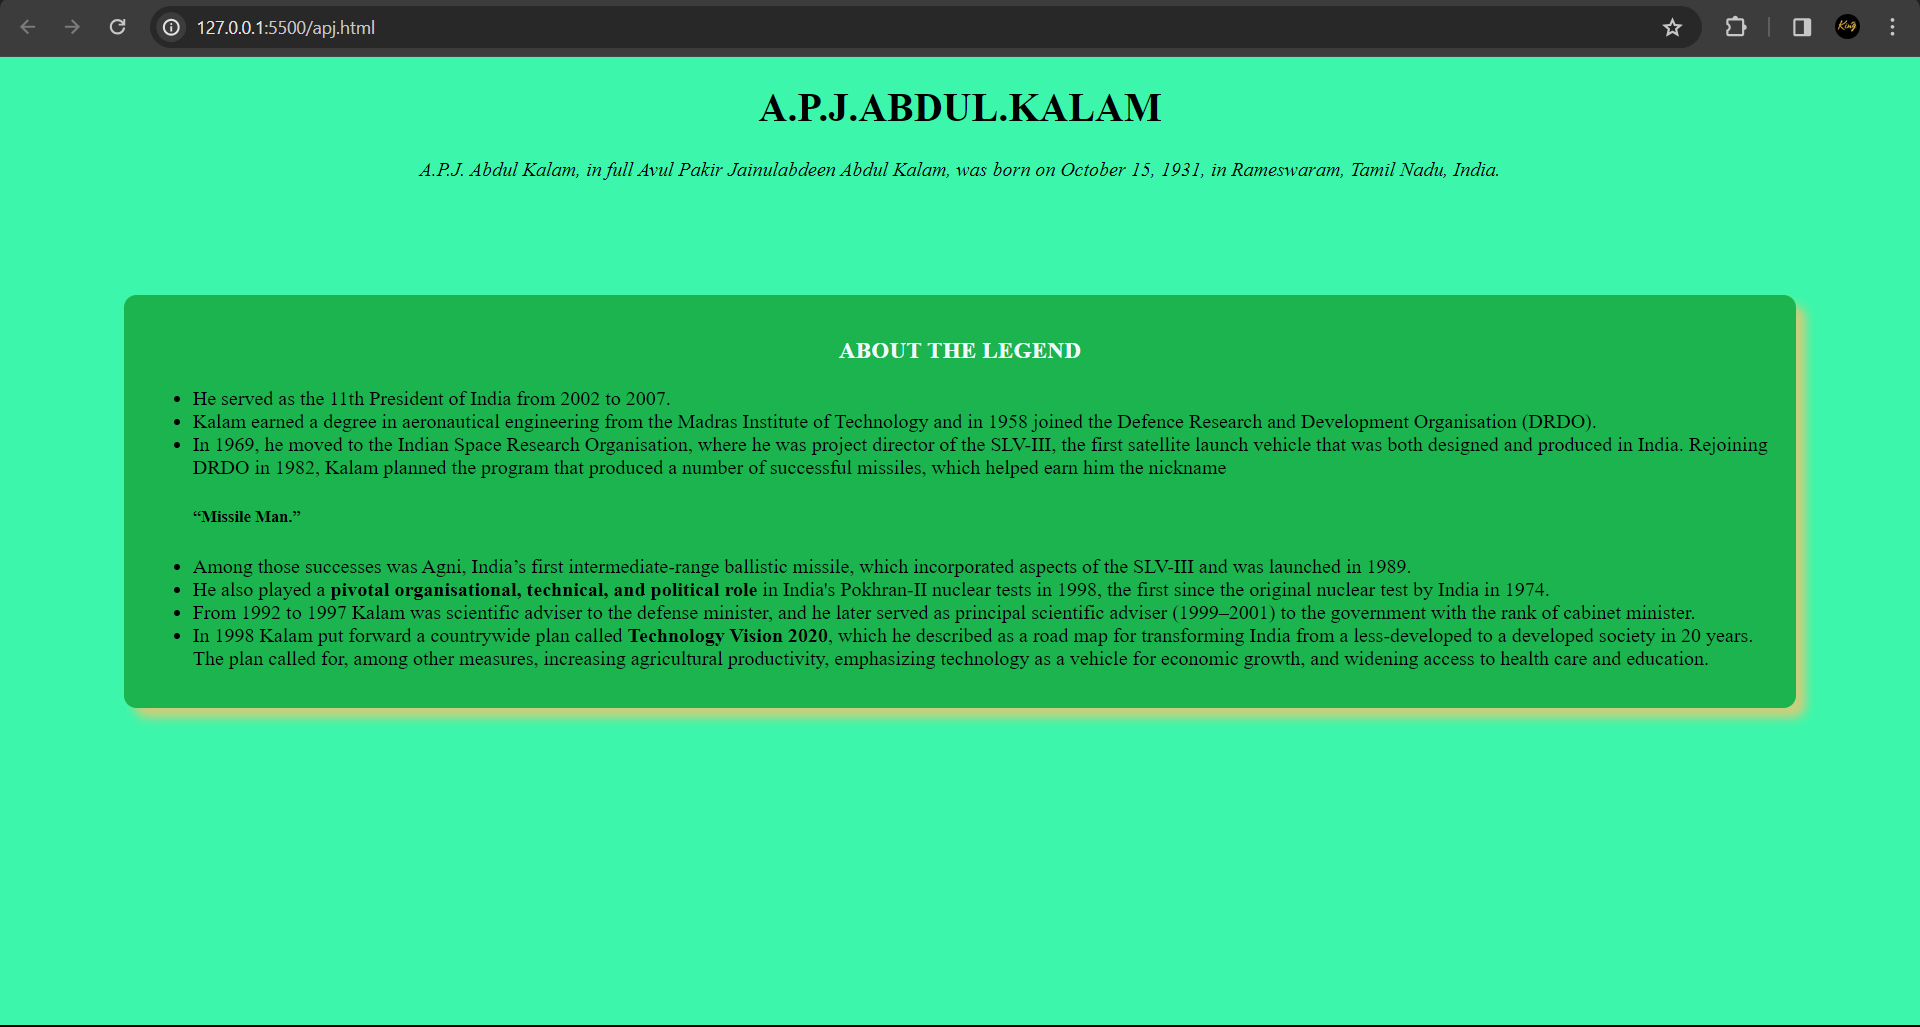 127.0.0.1:5500/apj.html
King
A.P.J.ABDUL.KALAM
A.P.J. Abdul Kalam, in full Avul Pakir Jainulabdeen Abdul Kalam, was born on October 15, 1931, in Rameswaram, Tamil Nadu, India.
ABOUT THE LEGEND
• He served as the 11th President of India from 2002 to 2007.
• Kalam earned a degree in aeronautical engineering from the Madras Institute of Technology and in 1958 joined the Defence Research and Development Organisation (DRDO).
• In 1969, he moved to the Indian Space Research Organisation, where he was project director of the SLV-III, the first satellite launch vehicle that was both designed and produced in India. Rejoining
DRDO in 1982, Kalam planned the program that produced a number of successful missiles, which helped earn him the nickname
“Missile Man.”
• Among those successes was Agni, India’s first intermediate-range ballistic missile, which incorporated aspects of the SLV-III and was launched in 1989.
• He also played a pivotal organisational, technical, and political role in India's Pokhran-II nuclear tests in 1998, the first since the original nuclear test by India in 1974.
• From 1992 to 1997 Kalam was scientific adviser to the defense minister, and he later served as principal scientific adviser (1999–2001) to the government with the rank of cabinet minister.
• In 1998 Kalam put forward a countrywide plan called Technology Vision 2020, which he described as a road map for transforming India from a less-developed to a developed society in 20 years.
The plan called for, among other measures, increasing agricultural productivity, emphasizing technology as a vehicle for economic growth, and widening access to health care and education.